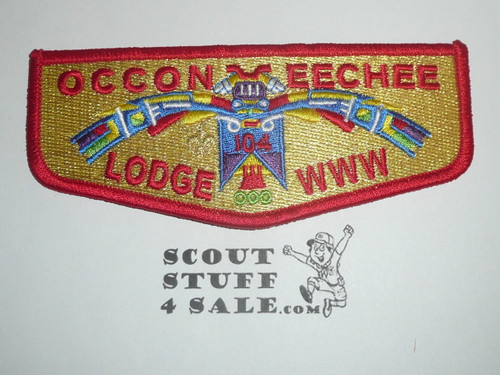 OCCON EECHEE
104
LODGE WWW
SCOUT
STUFF
4 SALE.com